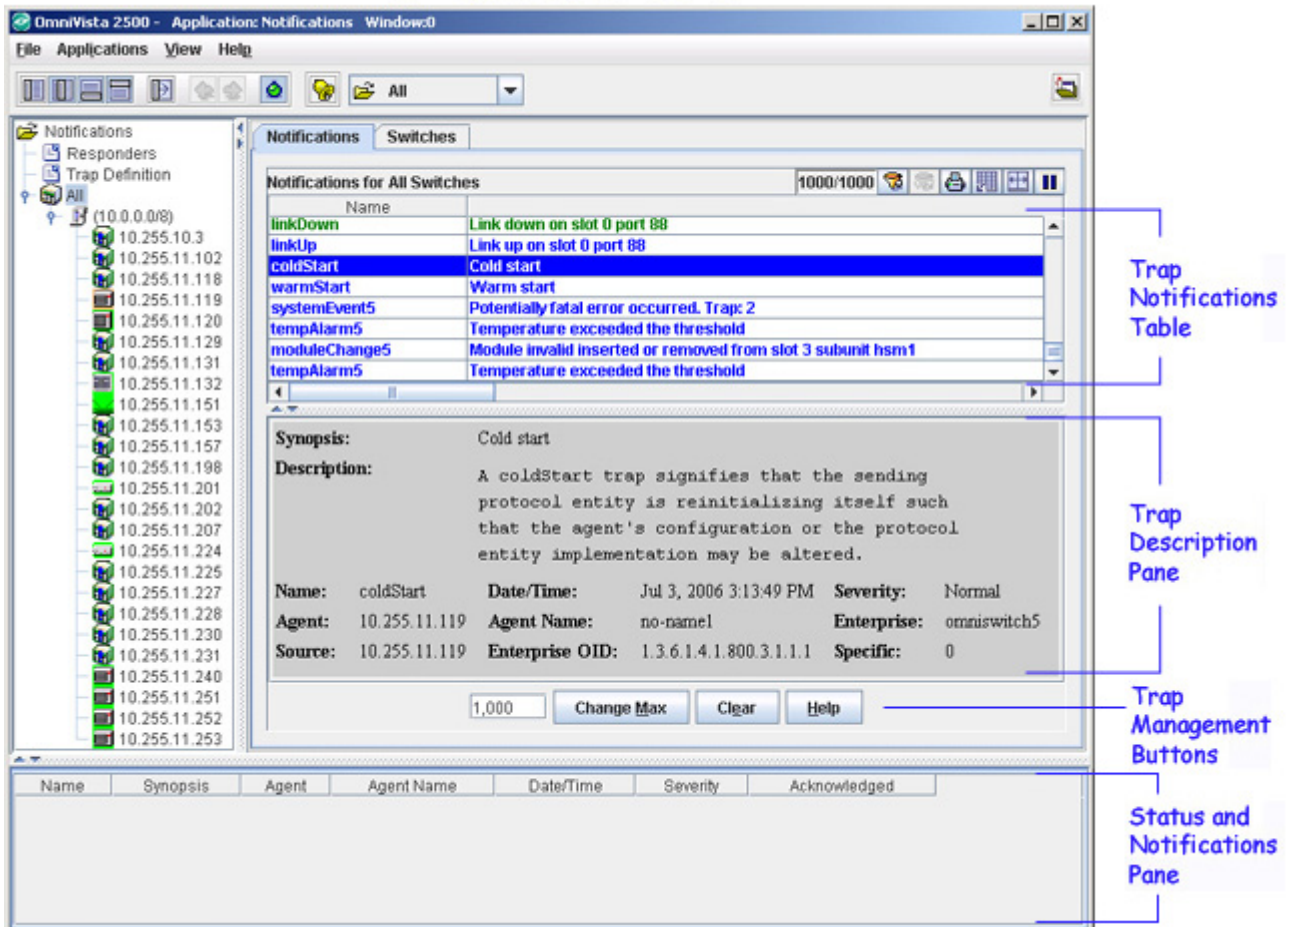 OmniVista 2500 -   Application: Notifications   Window:0
File   Applications   View   Help
All
Notifications
Responders
Trap Definition
All
(10.0.0.0/8)
10.255.10.3
10.255.11.102
10.255.11.118
10.255.11.119
10.255.11.120
10.255.11.129
10.255.11.131
10.255.11.132
10.255.11.151
10.255.11.153
10.255.11.157
10.255.11.198
10.255.11.201
10.255.11.202
10.255.11.207
10.255.11.224
10.255.11.225
10.255.11.227
10.255.11.228
10.255.11.230
10.255.11.231
10.255.11.240
10.255.11.251
10.255.11.252
10.255.11.253
Notifications   Switches
Notifications for All Switches   1000/1000
Name
linkDown   Link down on slot 0 port 88
linkUp   Link up on slot 0 port 88
coldStart   Cold start
warmStart   Warm start
systemEvent5   Potentially fatal error occurred. Trap: 2
tempAlarm5   Temperature exceeded the threshold
moduleChange5   Module invalid inserted or removed from slot 3 subunit hsm1
tempAlarm5   Temperature exceeded the threshold
Synopsis:   Cold start
Description:   A coldStart trap signifies that the sending
protocol entity is reinitializing itself such
that the agent's configuration or the protocol
entity implementation may be altered.
Name:   coldStart   Date/Time:   Jul 3, 2006 3:13:49 PM   Severity:   Normal
Agent:   10.255.11.119   Agent Name:   no-name1   Enterprise:   omniswitch5
Source:   10.255.11.119   Enterprise OID:   1.3.6.1.4.1.800.3.1.1.1   Specific:   0
1,000   Change Max   Clear   Help
Name   Synopsis   Agent   Agent Name   Date/Time   Severity   Acknowledged
Trap
Notifications
Table
Trap
Description
Pane
Trap
Management
Buttons
Status and
Notifications
Pane